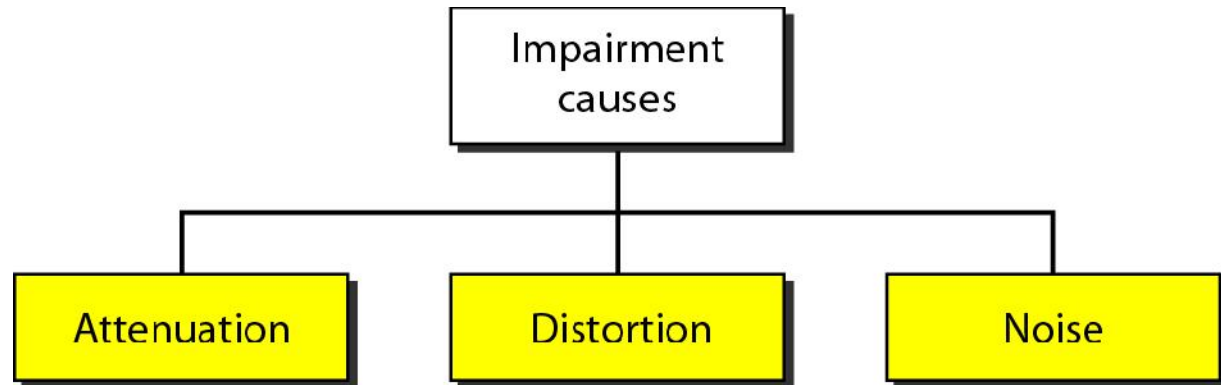 Impairment
causes
Attenuation
Distortion
Noise